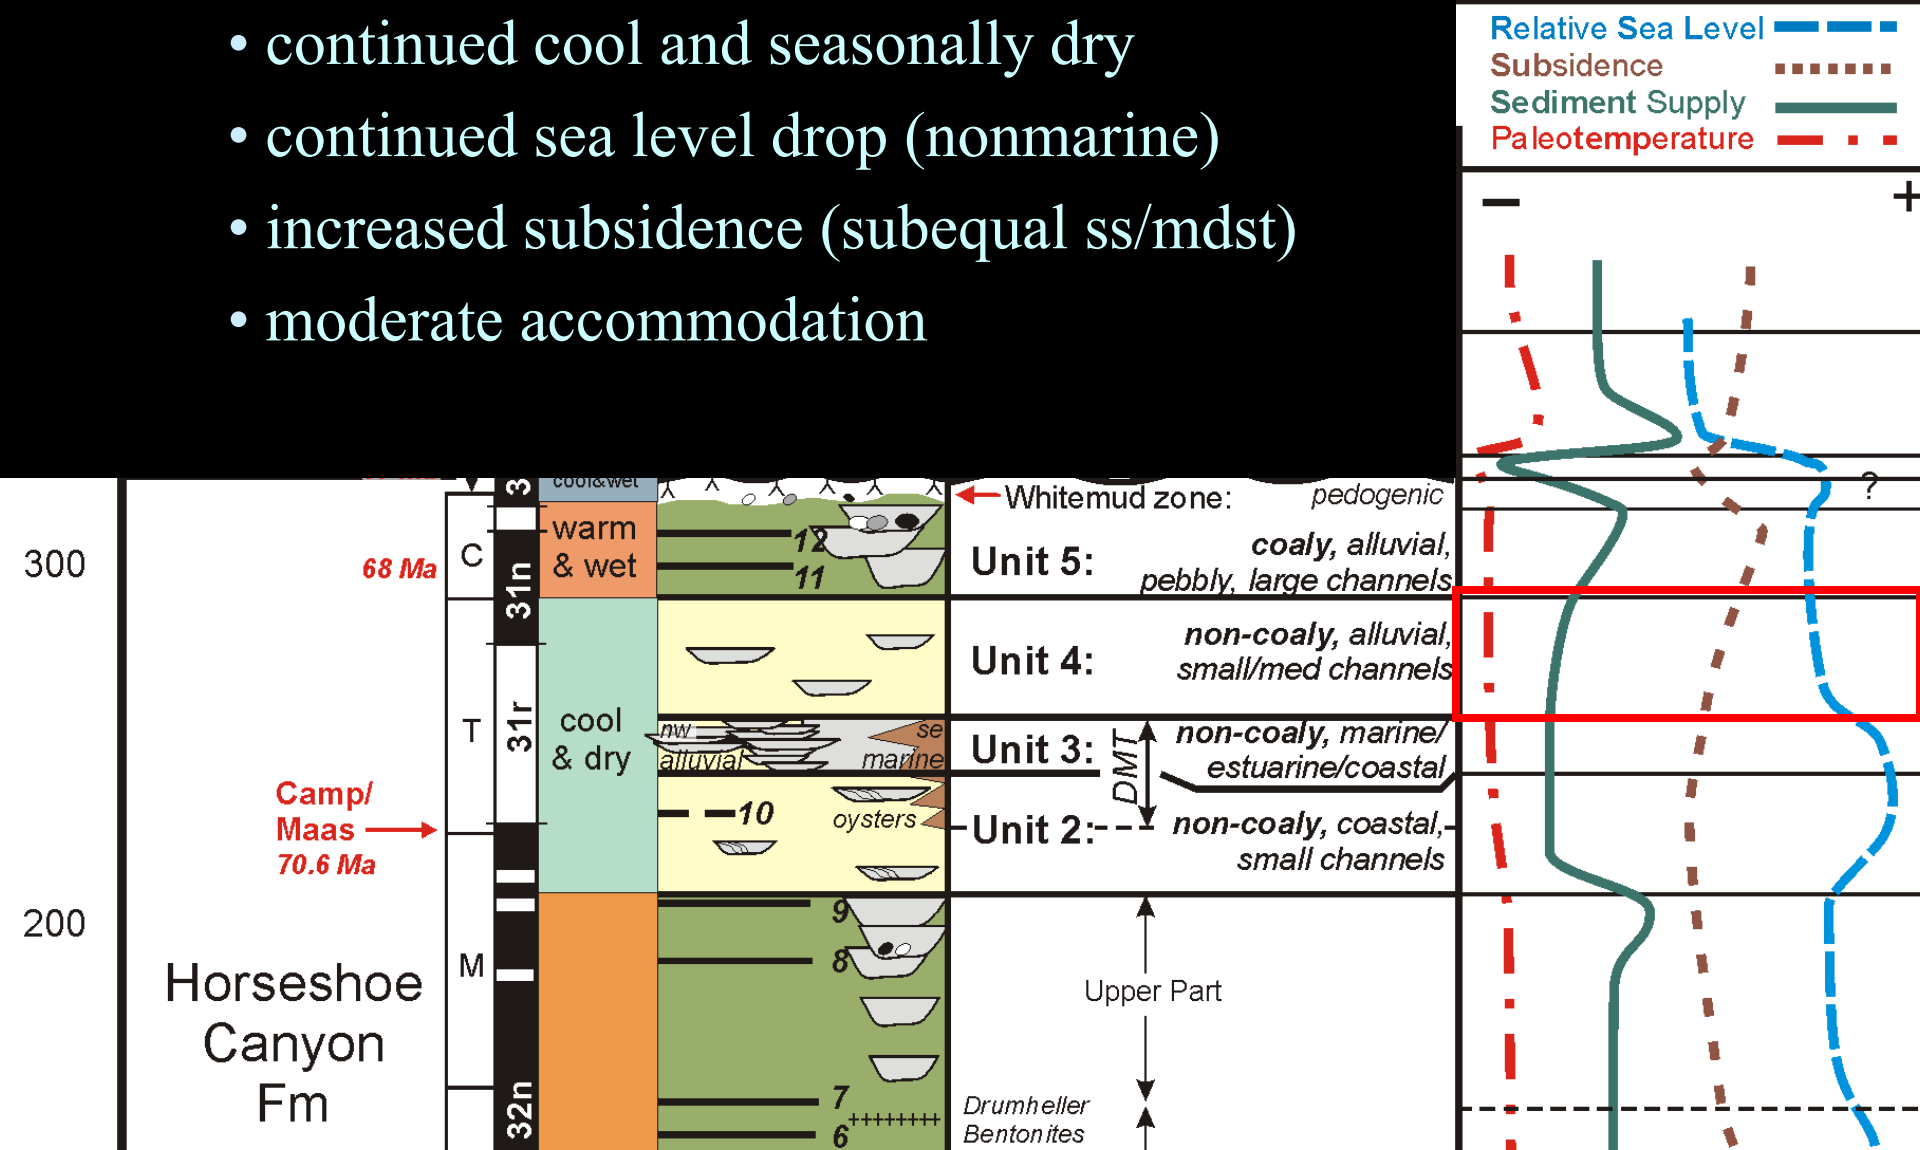 • continued cool and seasonally dry
• continued sea level drop (nonmarine)
• increased subsidence (subequal ss/mdst)
• moderate accommodation
Relative Sea Level
Subsidence
Sediment Supply
Paleotemperature
− +
?
3
cool&wet
Whitemud zone: pedogenic
warm
& wet
12
11
300
68 Ma
C
31n
Unit 5: coaly, alluvial,
pebbly, large channels
Unit 4: non-coaly, alluvial,
small/med channels
T
31r
cool
& dry
nw
alluvial
se
marine
Unit 3: non-coaly, marine/
estuarine/coastal
DMT
Camp/
Maas
70.6 Ma
10
oysters
Unit 2: non-coaly, coastal,
small channels
200
9
8
M
Upper Part
Horseshoe
Canyon
Fm
32n
7
+++++++++
6
Drumheller
Bentonites